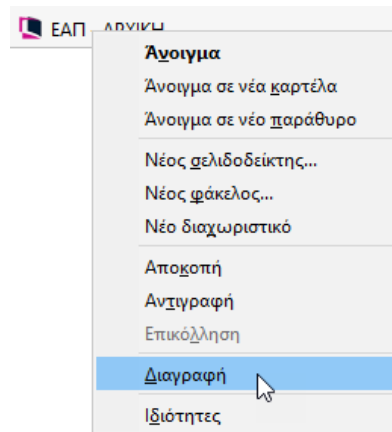 ΕΑΠ - ΑΡΧΙΚΗ
Άνοιγμα
Άνοιγμα σε νέα καρτέλα
Άνοιγμα σε νέο παράθυρο
Νέος σελιδοδείκτης...
Νέος φάκελος...
Νέο διαχωριστικό
Αποκοπή
Αντιγραφή
Επικόλληση
Διαγραφή
Ιδιότητες